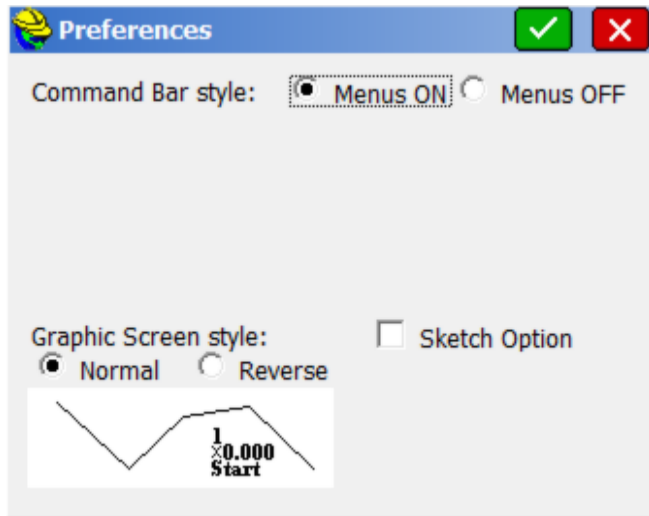 Preferences
Command Bar style: Menus ON Menus OFF
Graphic Screen style: Sketch Option
Normal Reverse
1
×0.000
Start